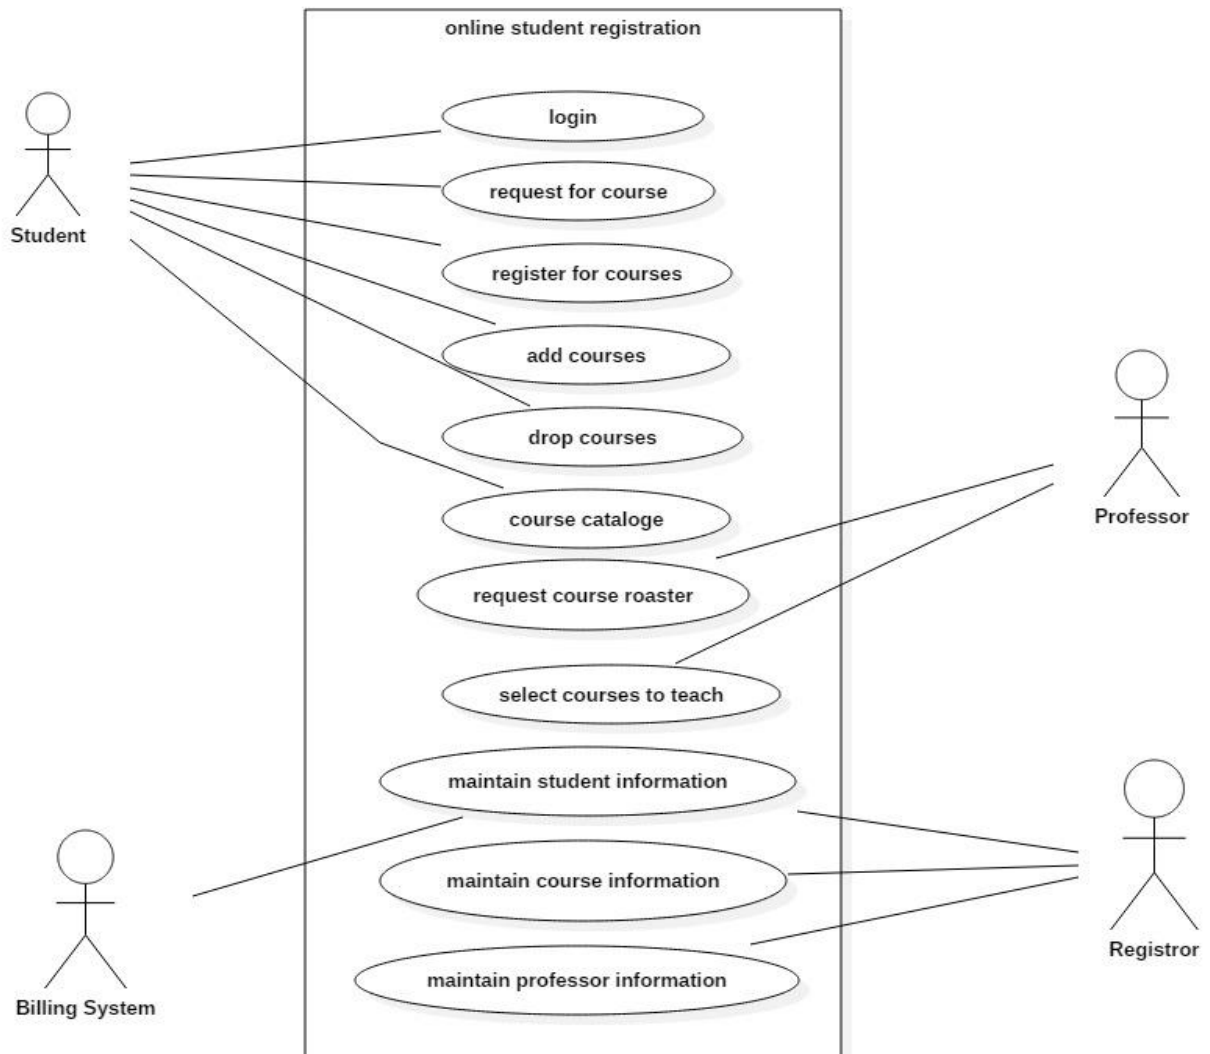 online student registration
login
request for course
Student
register for courses
add courses
drop courses
course cataloge
Professor
request course roaster
select courses to teach
maintain student information
maintain course information
Registror
maintain professor information
Billing System